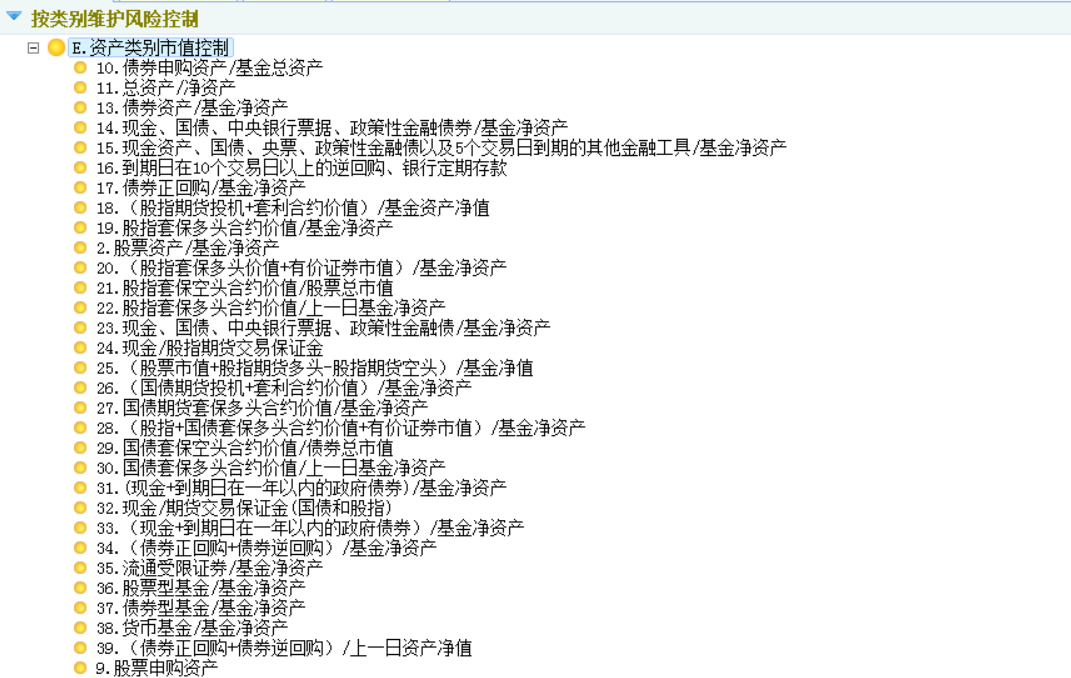 按类别维护风险控制
E.资产类别市值控制
10.债券申购资产/基金总资产
11.总资产/净资产
13.债券资产/基金净资产
14.现金、国债、中央银行票据、政策性金融债券/基金净资产
15.现金资产、国债、央票、政策性金融债以及5个交易日到期的其他金融工具/基金净资产
16.到期日在10个交易日以上的逆回购、银行定期存款
17.债券正回购/基金净资产
18.（股指期货投机+套利合约价值）/基金资产净值
19.股指套保多头合约价值/基金净资产
2.股票资产/基金净资产
20.（股指套保多头价值+有价证券市值）/基金净资产
21.股指套保空头合约价值/股票总市值
22.股指套保多头合约价值/上一日基金净资产
23.现金、国债、中央银行票据、政策性金融债/基金净资产
24.现金/股指期货交易保证金
25.（股票市值+股指期货多头-股指期货空头）/基金净值
26.（国债期货投机+套利合约价值）/基金净资产
27.国债期货套保多头合约价值/基金净资产
28.（股指+国债套保多头合约价值+有价证券市值）/基金净资产
29.国债套保空头合约价值/债券总市值
30.国债套保多头合约价值/上一日基金净资产
31.(现金+到期日在一年以内的政府债券)/基金净资产
32.现金/期货交易保证金(国债和股指)
33.（现金+到期日在一年以内的政府债券）/基金净资产
34.（债券正回购+债券逆回购）/基金净资产
35.流通受限证券/基金净资产
36.股票型基金/基金净资产
37.债券型基金/基金净资产
38.货币基金/基金净资产
39.（债券正回购+债券逆回购）/上一日资产净值
9.股票申购资产